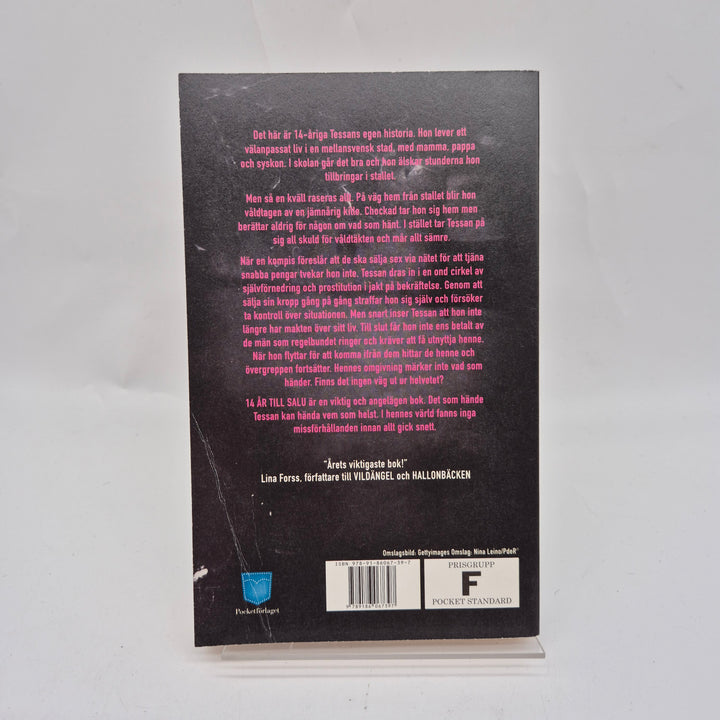 Det här är 14-åriga Tessans egen historia. Hon lever ett
välanpassat liv i en mellansvensk stad, med mamma, pappa
och syskon. I skolan går det bra och hon älskar stunderna hon
tillbringar i stallet.
Men så en kväll raseras allt. På väg hem från stallet blir hon
våldtagen av en jämnårig kille. Chockad tar hon sig hem men
berättar aldrig för någon om vad som hänt. I stället tar Tessan på
sig all skuld för våldtäkten och mår allt sämre.
När en kompis föreslår att de ska sälja sex via nätet för att tjäna
snabba pengar tvekar hon inte. Tessan dras in i en ond cirkel av
självförnedring och prostitution i jakt på bekräftelse. Genom att
sälja sin kropp gång på gång straffar hon sig själv och försöker
ta kontroll över situationen. Men snart inser Tessan att hon inte
längre har makten över sitt liv. Till slut får hon inte ens betalt av
de män som regelbundet ringer och kräver att få utnyttja henne.
När hon flyttar för att komma ifrån dem hittar de henne och
övergreppen fortsätter. Hennes omgivning märker inte vad som
händer. Finns det ingen väg ut ur helvetet?
14 ÅR TILL SALU är en viktig och angelägen bok. Det som hände
Tessan kan hända vem som helst. I hennes värld fanns inga
missförhållanden innan allt gick snett.
"Årets viktigaste bok!"
Lina Forss, författare till VILDÄNGEL och HALLONBÄCKEN
Omslagsbild: Gettyimages Omslag: Nina Leino/PdeR
ISBN 978-91-86067-39-7
9 789186 067397
PRISGRUPP
F
POCKET STANDARD
Pocketförlaget